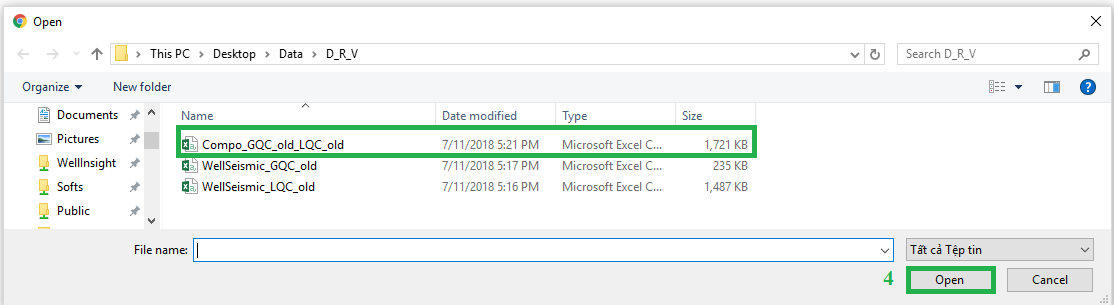 Open
This PC > Desktop > Data > D_R_V
Search D_R_V
Organize New folder
Documents
Pictures
WellInsight
Softs
Public
Name Date modified Type Size
Compo_GQC_old_LQC_old 7/11/2018 5:21 PM Microsoft Excel C... 1,721 KB
WellSeismic_GQC_old 7/11/2018 5:17 PM Microsoft Excel C... 235 KB
WellSeismic_LQC_old 7/11/2018 5:16 PM Microsoft Excel C... 1,487 KB
File name: Tất cả Tệp tin
4 Open Cancel